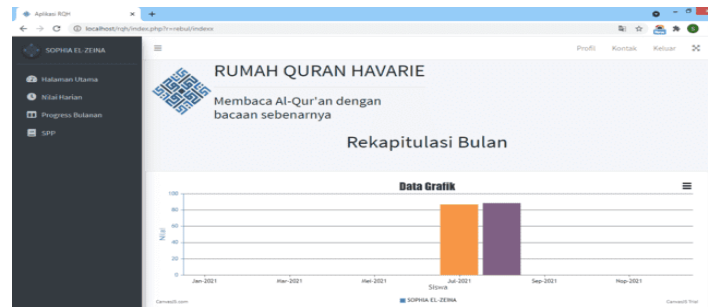 Aplikasi RQH
localhost/rqh/index.php?r=rebul/indexx
SOPHIA EL-ZEINA
Profil Kontak Keluar
Halaman Utama
Nilai Harian
Progress Bulanan
SPP
RUMAH QURAN HAVARIE
Membaca Al-Qur'an dengan
bacaan sebenarnya
Rekapitulasi Bulan
Data Grafik
Nilai
100
80
60
40
20
0
Jan-2021 Mar-2021 Mei-2021 Jul-2021 Sep-2021 Nop-2021
Siswa
SOPHIA EL-ZEINA
CanvasJS.com
CanvasJS Trial